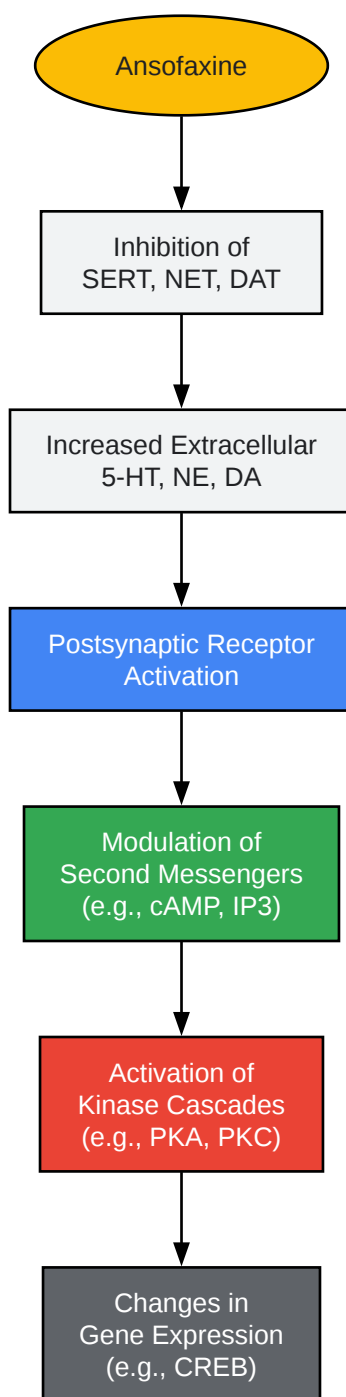 Ansofaxine
Inhibition of
SERT, NET, DAT
Increased Extracellular
5-HT, NE, DA
Postsynaptic Receptor
Activation
Modulation of
Second Messengers
(e.g., cAMP, IP3)
Activation of
Kinase Cascades
(e.g., PKA, PKC)
Changes in
Gene Expression
(e.g., CREB)